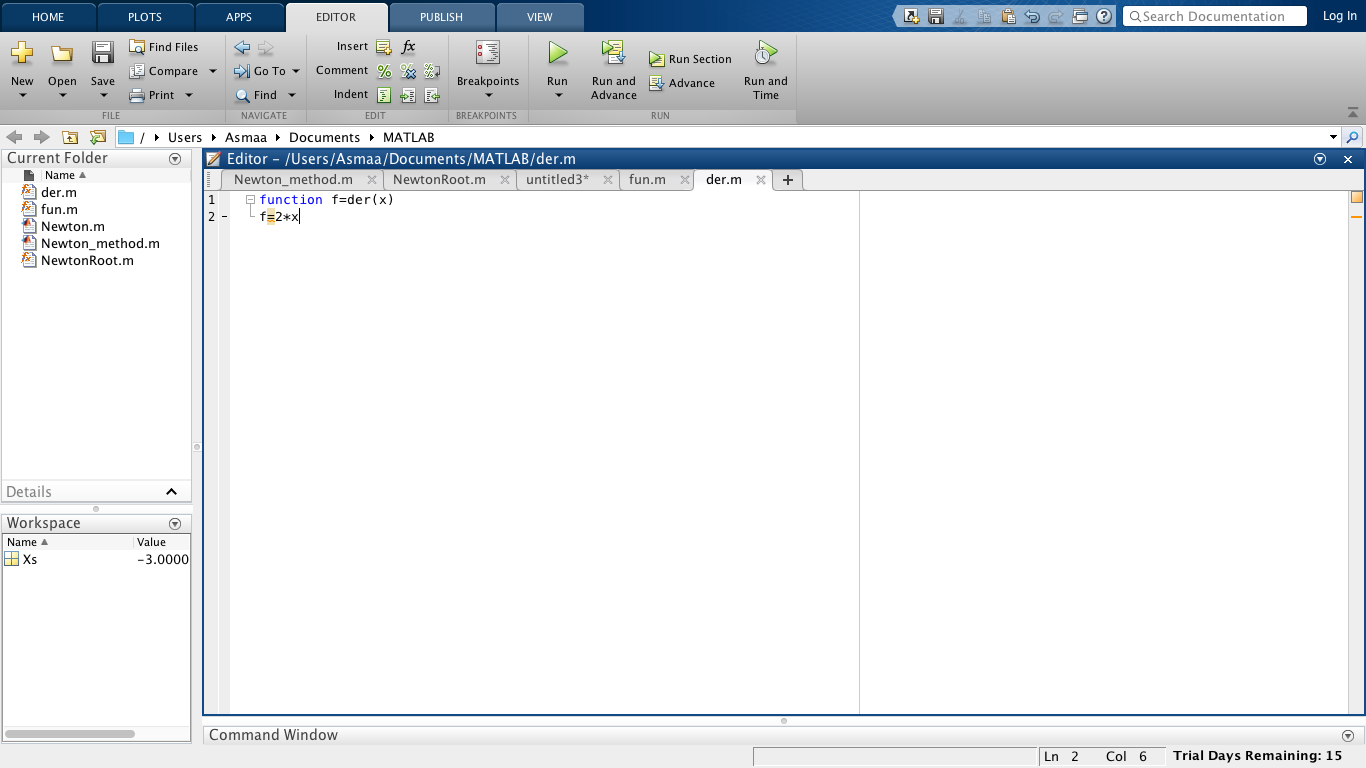 HOME PLOTS APPS EDITOR PUBLISH VIEW Search Documentation Log In
New Open Save Find Files Compare Print
Go To Find
Insert fx Comment Indent
Breakpoints
Run Run and Advance Run Section Advance Run and Time
FILE NAVIGATE EDIT BREAKPOINTS RUN
/ Users Asmaa Documents MATLAB
Current Folder
Name
der.m
fun.m
Newton.m
Newton_method.m
NewtonRoot.m
Details
Workspace
Name Value
Xs -3.0000
Editor - /Users/Asmaa/Documents/MATLAB/der.m
Newton_method.m NewtonRoot.m untitled3* fun.m der.m +
1 function f=der(x)
2 - f=2*x
Command Window
Ln 2 Col 6 Trial Days Remaining: 15